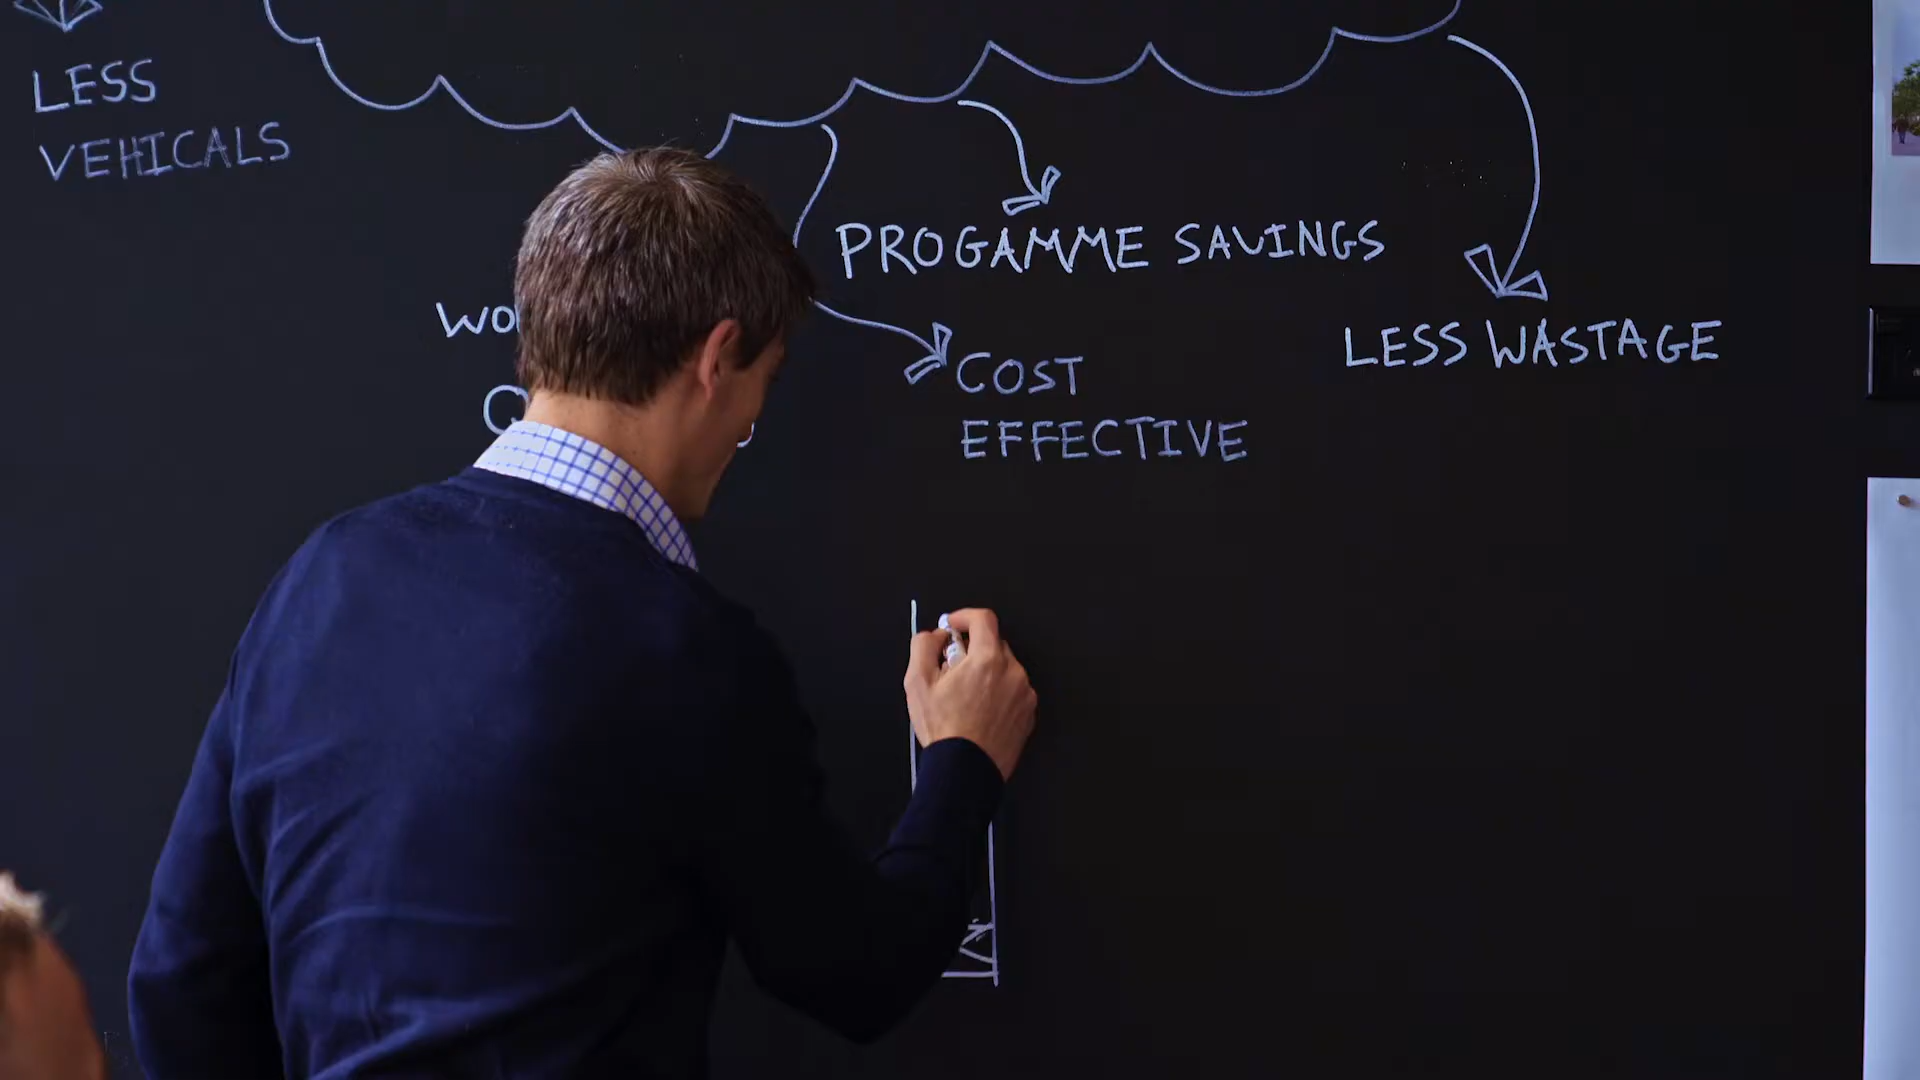 LESS
VEHICALS
PROGAMME SAVINGS
LESS WASTAGE
COST
EFFECTIVE